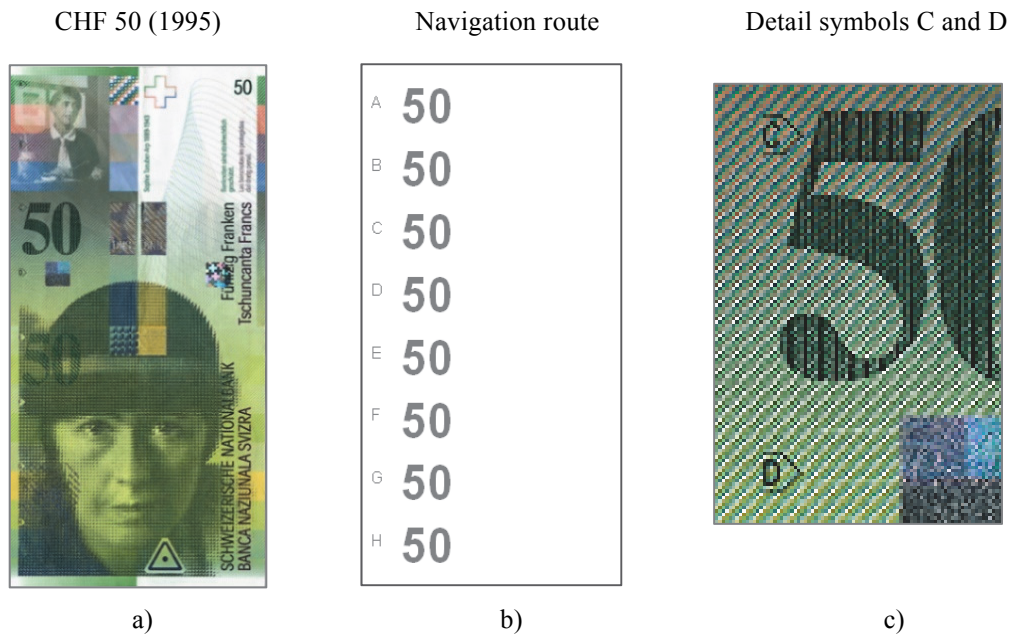 CHF 50 (1995)
Navigation route
Detail symbols C and D
50
50
Fünfzig Franken
Tschuncanta Francs
50
SCHWEIZERISCHE NATIONALBANK
BANCA NAZIUNALA SVIZRA
A 50
B 50
C 50
D 50
E 50
F 50
G 50
H 50
C
50
D
a)
b)
c)